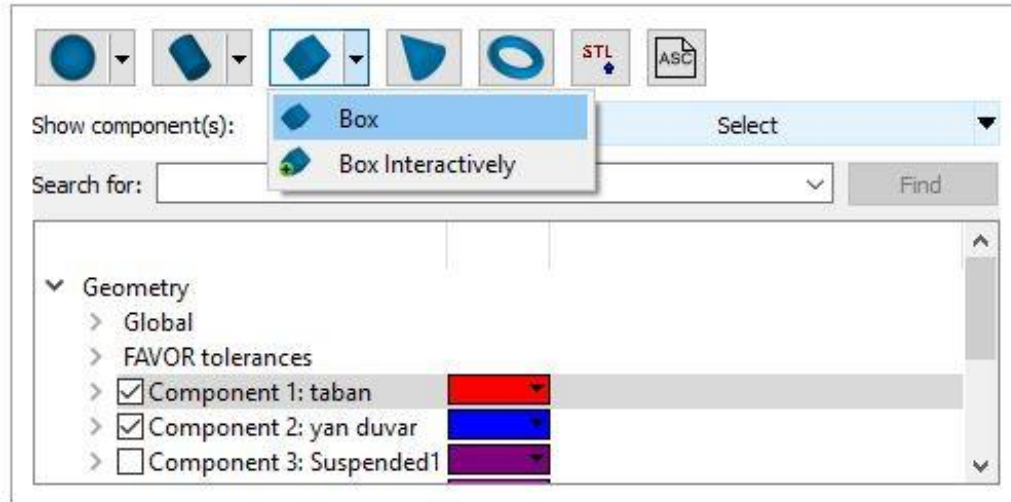 STL
ASC
Show component(s):
Box
Select
Box Interactively
Search for:
Find
Geometry
Global
FAVOR tolerances
Component 1: taban
Component 2: yan duvar
Component 3: Suspended1